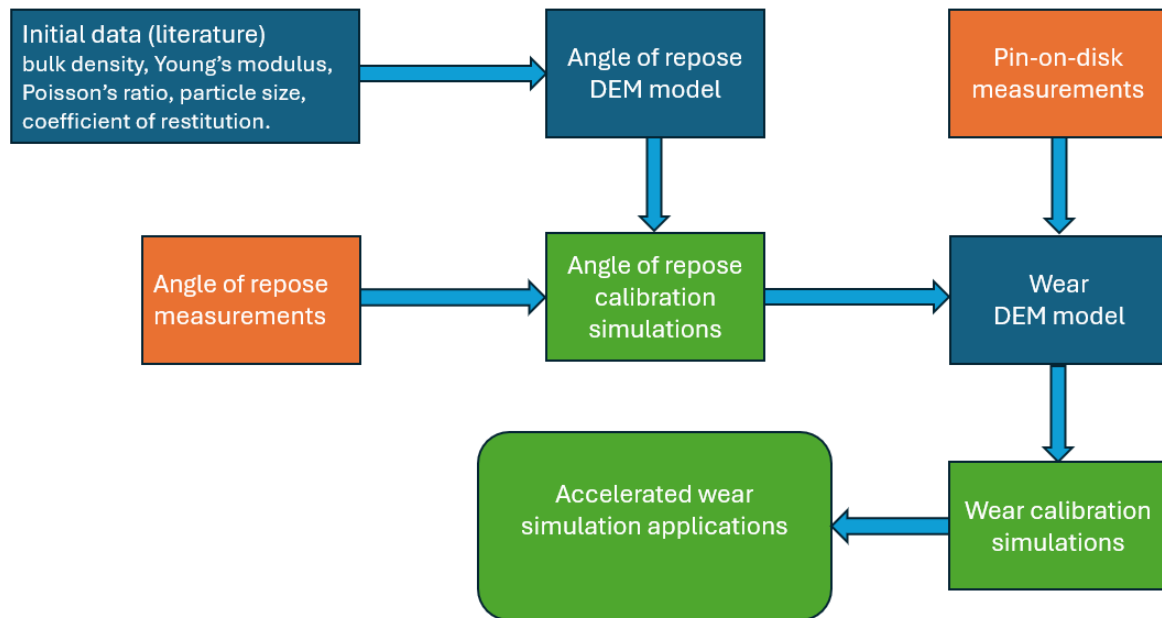 Initial data (literature)
bulk density, Young's modulus,
Poisson's ratio, particle size,
coefficient of restitution.
Angle of repose
DEM model
Pin-on-disk
measurements
Angle of repose
measurements
Angle of repose
calibration
simulations
Wear
DEM model
Accelerated wear
simulation applications
Wear calibration
simulations